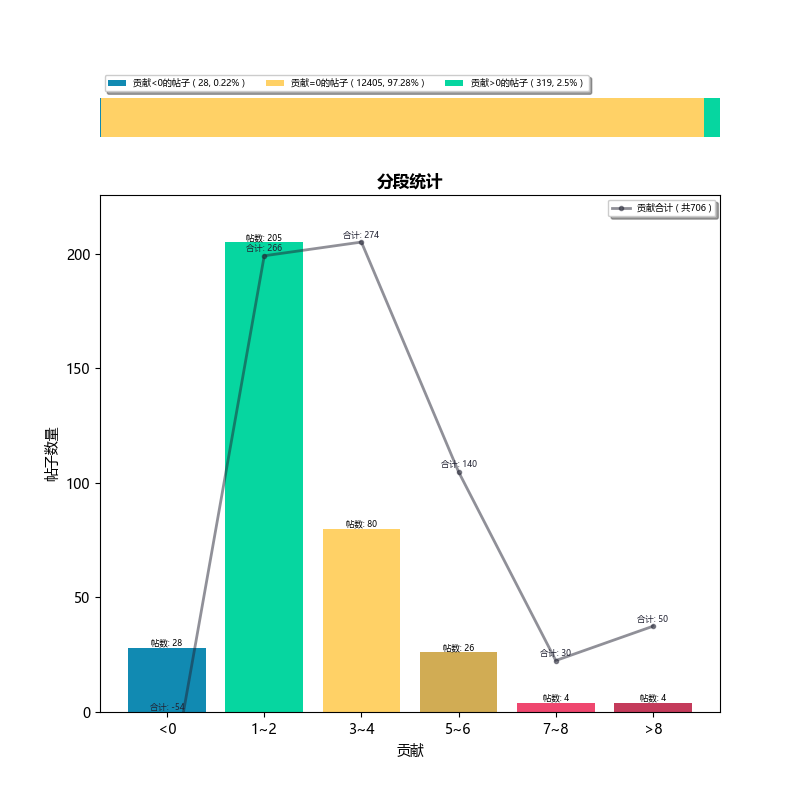 贡献<0的帖子 ( 28, 0.22% ) 贡献=0的帖子 ( 12405, 97.28% ) 贡献>0的帖子 ( 319, 2.5% )
分段统计
贡献合计 ( 共706 )
帖子数量
200
150
100
50
0
帖数: 205
合计: 266
合计: 274
合计: 140
帖数: 80
合计: 50
帖数: 28
帖数: 26
合计: 30
帖数: 4
帖数: 4
合计: -54
<0 1~2 3~4 5~6 7~8 >8
贡献